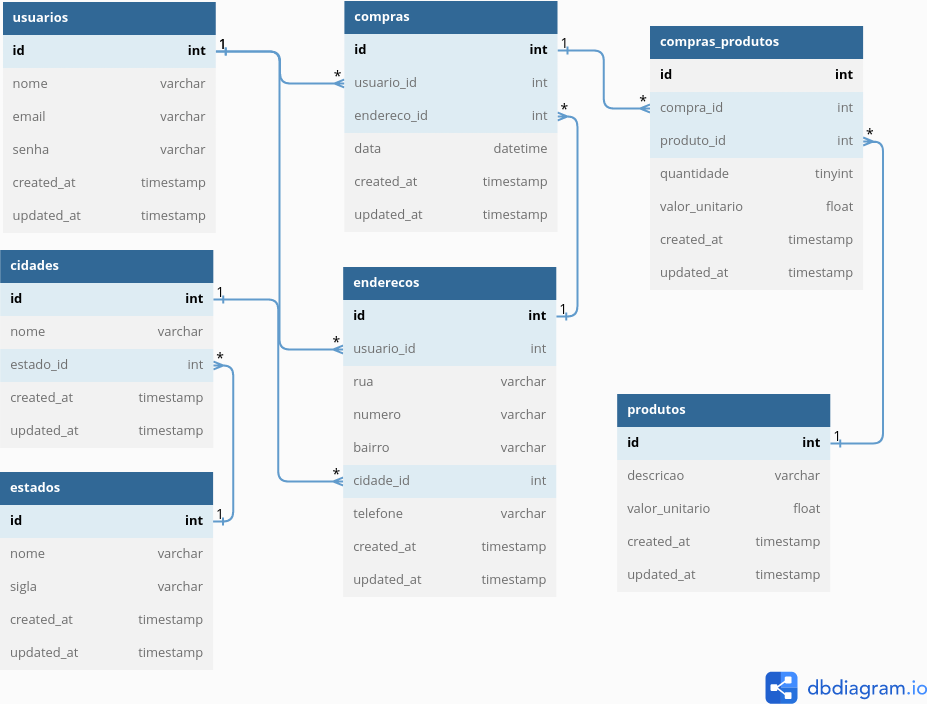 usuarios
id int
nome varchar
email varchar
senha varchar
created_at timestamp
updated_at timestamp
1
*
compras
id int
usuario_id int
endereco_id int
data datetime
created_at timestamp
updated_at timestamp
1
*
*
compras_produtos
id int
compra_id int
produto_id int
quantidade tinyint
valor_unitario float
created_at timestamp
updated_at timestamp
*
cidades
id int
nome varchar
estado_id int
created_at timestamp
updated_at timestamp
1
*
enderecos
id int
usuario_id int
rua varchar
numero varchar
bairro varchar
cidade_id int
telefone varchar
created_at timestamp
updated_at timestamp
1
*
*
produtos
id int
descricao varchar
valor_unitario float
created_at timestamp
updated_at timestamp
1
estados
id int
nome varchar
sigla varchar
created_at timestamp
updated_at timestamp
1
dbdiagram.io